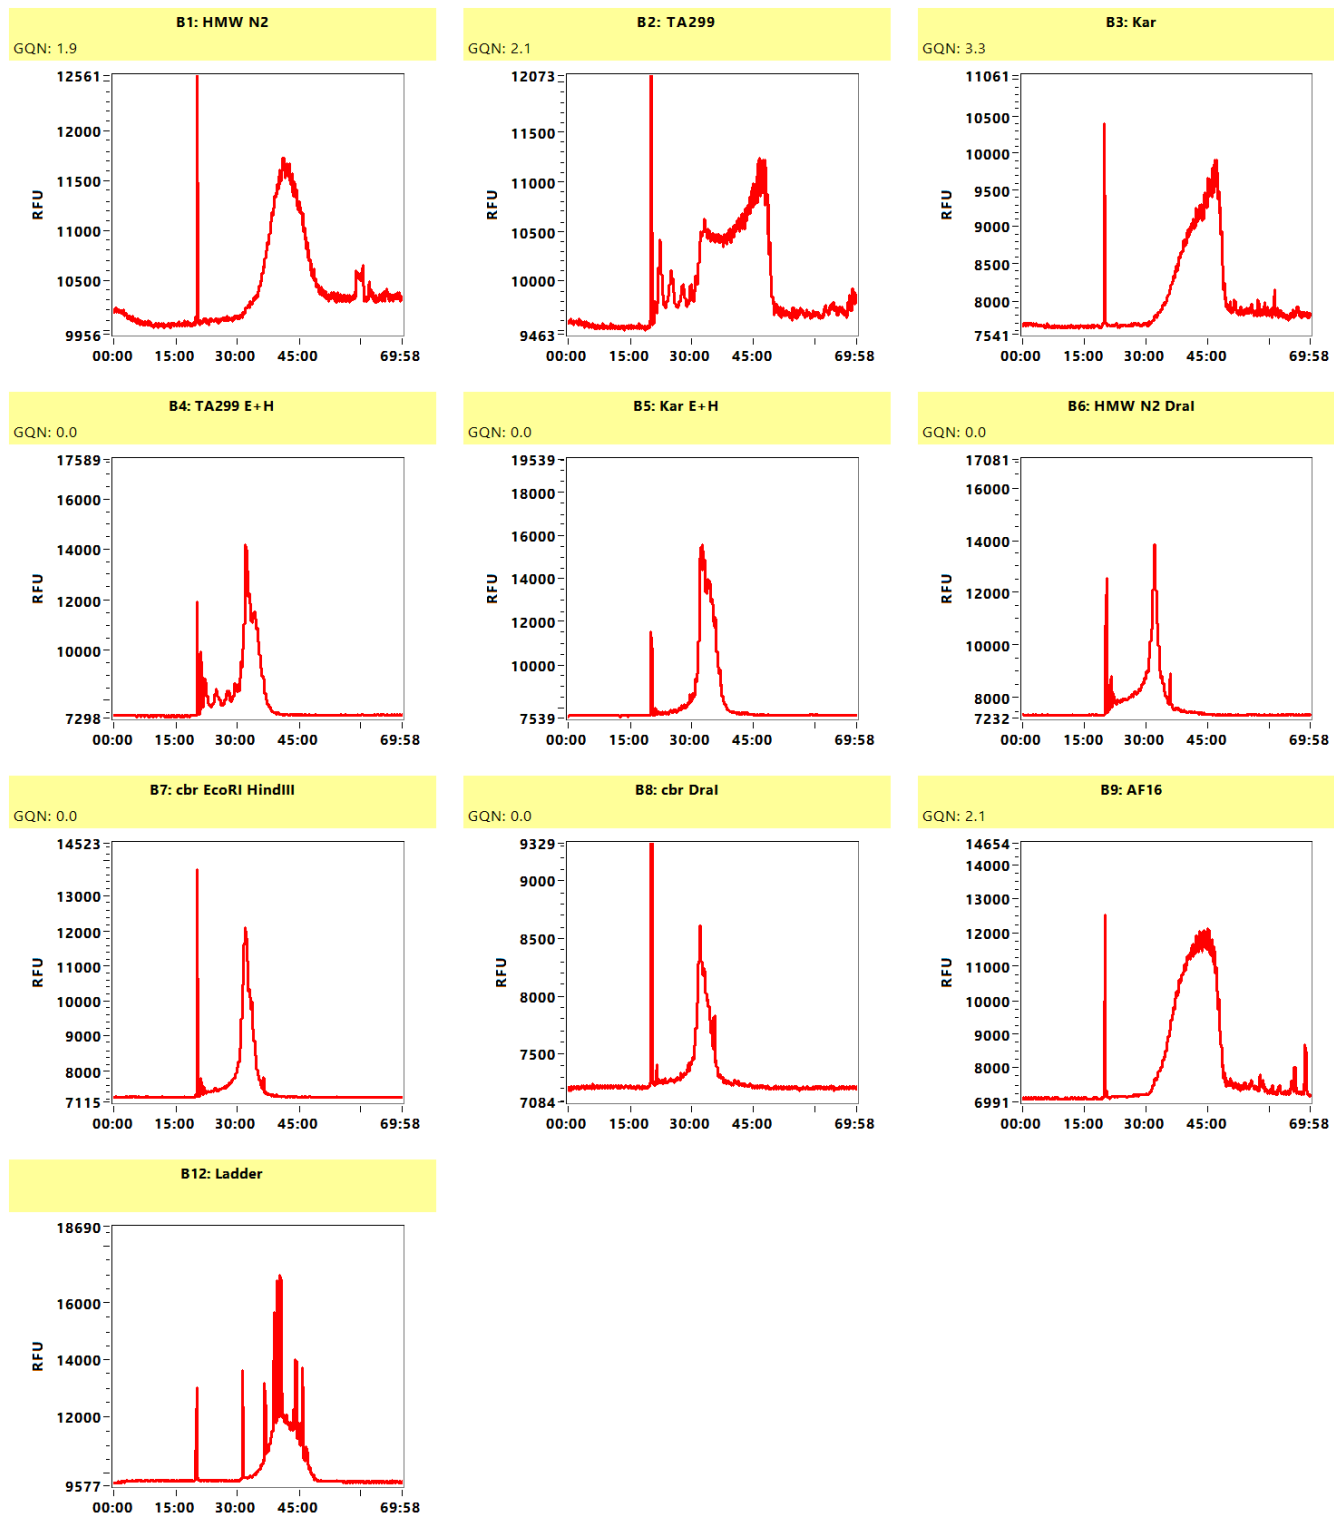 B1: HMW N2
GQN: 1.9
12561
12000
11500
11000
10500
9956
RFU
00:00 15:00 30:00 45:00 69:58
B2: TA299
GQN: 2.1
12073
11500
11000
10500
10000
9463
RFU
00:00 15:00 30:00 45:00 69:58
B3: Kar
GQN: 3.3
11061
10500
10000
9500
9000
8500
8000
7541
RFU
00:00 15:00 30:00 45:00 69:58
B4: TA299 E+H
GQN: 0.0
17589
16000
14000
12000
10000
7298
RFU
00:00 15:00 30:00 45:00 69:58
B5: Kar E+H
GQN: 0.0
19539
18000
16000
14000
12000
10000
7539
RFU
00:00 15:00 30:00 45:00 69:58
B6: HMW N2 DraI
GQN: 0.0
17081
16000
14000
12000
10000
8000
7232
RFU
00:00 15:00 30:00 45:00 69:58
B7: cbr EcoRI HindIII
GQN: 0.0
14523
13000
12000
11000
10000
9000
8000
7115
RFU
00:00 15:00 30:00 45:00 69:58
B8: cbr DraI
GQN: 0.0
9329
9000
8500
8000
7500
7084
RFU
00:00 15:00 30:00 45:00 69:58
B9: AF16
GQN: 2.1
14654
14000
13000
12000
11000
10000
9000
8000
6991
RFU
00:00 15:00 30:00 45:00 69:58
B12: Ladder
18690
16000
14000
12000
9577
RFU
00:00 15:00 30:00 45:00 69:58